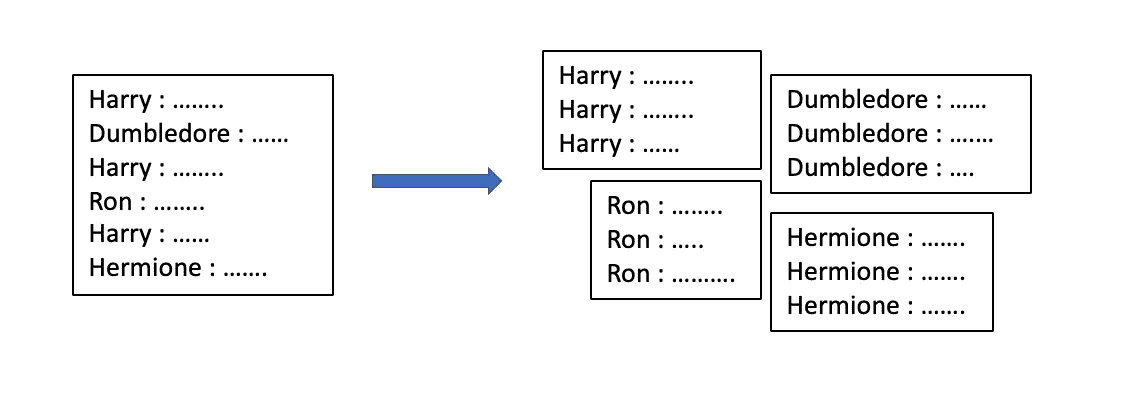 Harry : ........
Dumbledore : ......
Harry : ........
Ron : ........
Harry : ......
Hermione : .......
Harry : ........
Harry : ........
Harry : ......
Dumbledore : ......
Dumbledore : .......
Dumbledore : ....
Ron : ........
Ron : .....
Ron : ..........
Hermione : .......
Hermione : .......
Hermione : .......